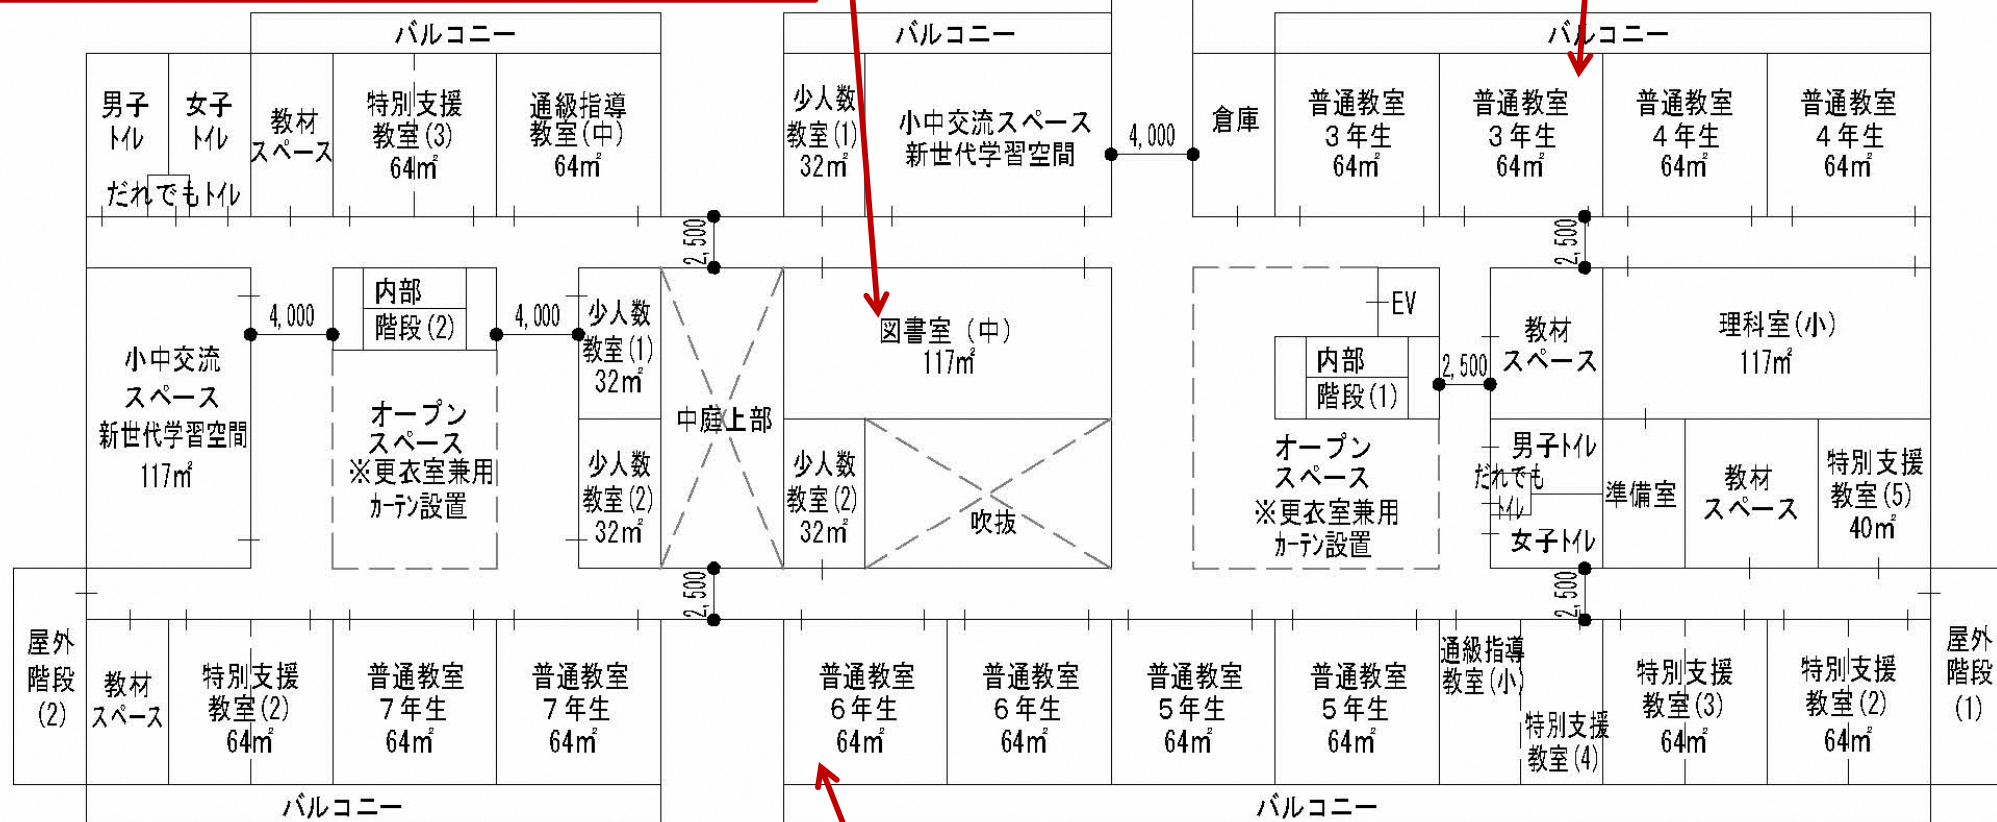 バルコニー
バルコニー
バルコニー
男子
トイレ
女子
トイレ
だれでもトイレ
教材
スペース
特別支援
教室(3)
64㎡
通級指導
教室(中)
64㎡
少人数
教室(1)
32㎡
小中交流スペース
新世代学習空間
4,000
倉庫
普通教室
3年生
64㎡
普通教室
3年生
64㎡
普通教室
4年生
64㎡
普通教室
4年生
64㎡
2,500
2,500
小中交流
スペース
新世代学習空間
117㎡
4,000
内部
階段(2)
4,000
オープン
スペース
※更衣室兼用
カーテン設置
少人数
教室(1)
32㎡
少人数
教室(2)
32㎡
中庭上部
図書室（中）
117㎡
少人数
教室(2)
32㎡
吹抜
EV
内部
階段(1)
2,500
オープン
スペース
※更衣室兼用
カーテン設置
教材
スペース
理科室(小)
117㎡
男子トイレ
だれでも
トイレ
女子トイレ
準備室
教材
スペース
特別支援
教室(5)
40㎡
2,500
2,500
屋外
階段
(2)
教材
スペース
特別支援
教室(2)
64㎡
普通教室
7年生
64㎡
普通教室
7年生
64㎡
普通教室
6年生
64㎡
普通教室
6年生
64㎡
普通教室
5年生
64㎡
普通教室
5年生
64㎡
通級指導
教室(小)
特別支援
教室(4)
特別支援
教室(3)
64㎡
特別支援
教室(2)
64㎡
屋外
階段
(1)
バルコニー
バルコニー